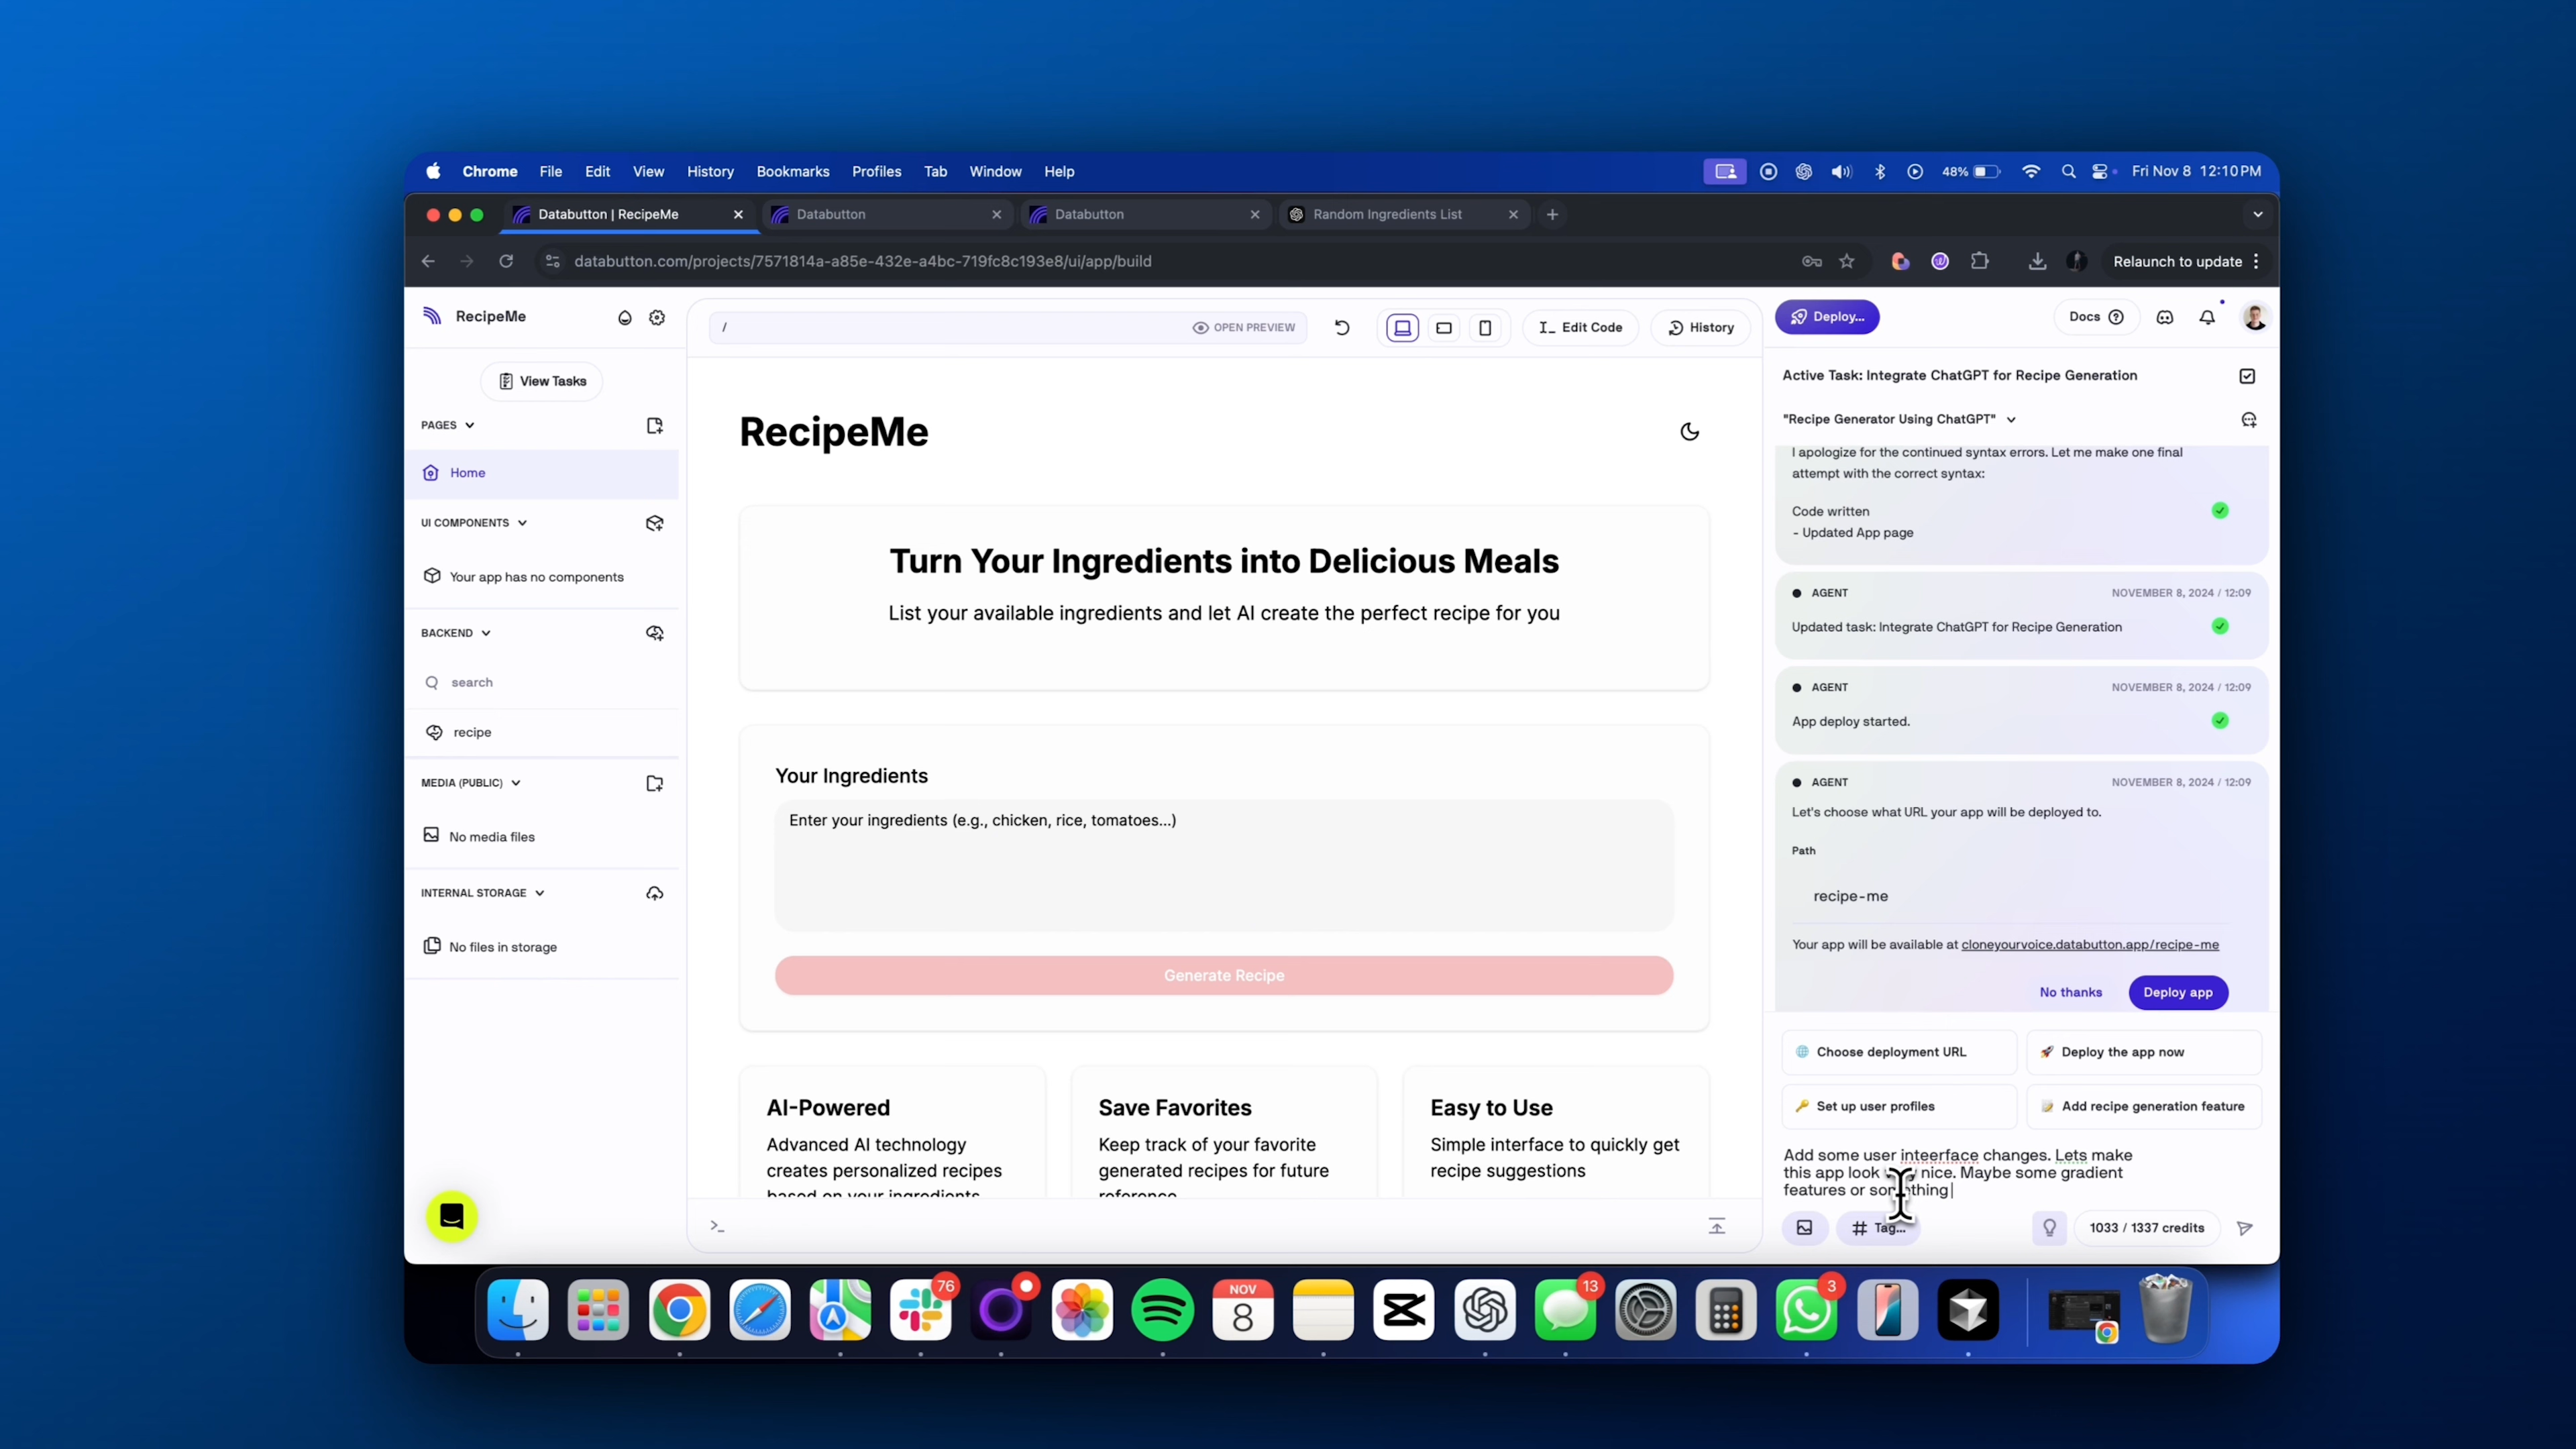 Chrome File Edit View History Bookmarks Profiles Tab Window Help
48% Fri Nov 8 12:10 PM
Databutton | RecipeMe
Databutton
Databutton
Random Ingredients List
databutton.com/projects/7571814a-a85e-432e-a4bc-719fc8c193e8/ui/app/build
Relaunch to update
RecipeMe
View Tasks
PAGES
Home
UI COMPONENTS
Your app has no components
BACKEND
search
recipe
MEDIA (PUBLIC)
No media files
INTERNAL STORAGE
No files in storage
/
OPEN PREVIEW
Edit Code
History
RecipeMe
Turn Your Ingredients into Delicious Meals
List your available ingredients and let AI create the perfect recipe for you
Your Ingredients
Enter your ingredients (e.g., chicken, rice, tomatoes...)
Generate Recipe
AI-Powered
Advanced AI technology
creates personalized recipes
based on your ingredients
Save Favorites
Keep track of your favorite
generated recipes for future
reference
Easy to Use
Simple interface to quickly get
recipe suggestions
>_
Deploy...
Docs
Active Task: Integrate ChatGPT for Recipe Generation
"Recipe Generator Using ChatGPT"
I apologize for the continued syntax errors. Let me make one final
attempt with the correct syntax:
Code written
- Updated App page
AGENT NOVEMBER 8, 2024 / 12:09
Updated task: Integrate ChatGPT for Recipe Generation
AGENT NOVEMBER 8, 2024 / 12:09
App deploy started.
AGENT NOVEMBER 8, 2024 / 12:09
Let's choose what URL your app will be deployed to.
Path
recipe-me
Your app will be available at cloneyourvoice.databutton.app/recipe-me
No thanks
Deploy app
Choose deployment URL
Deploy the app now
Set up user profiles
Add recipe generation feature
Add some user inteerface changes. Lets make
this app look nice. Maybe some gradient
features or something
# Tag...
1033 / 1337 credits
76
NOV
8
13
3